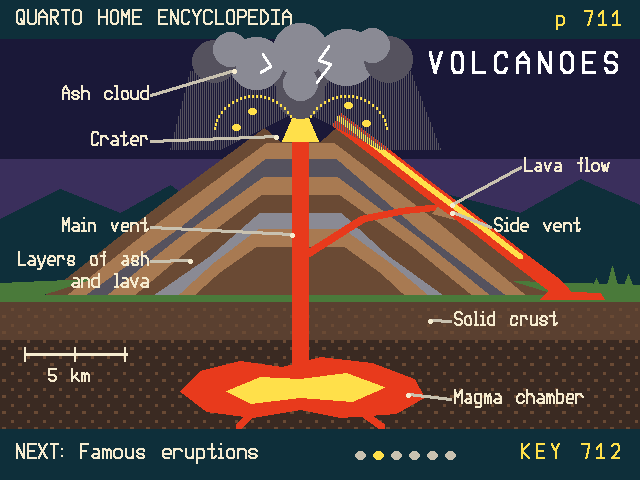 QUARTO HOME ENCYCLOPEDIA
p 711
VOLCANOES
Ash cloud
Crater
Lava flow
Main vent
Side vent
Layers of ash
and lava
Solid crust
5 km
Magma chamber
NEXT: Famous eruptions
KEY 712